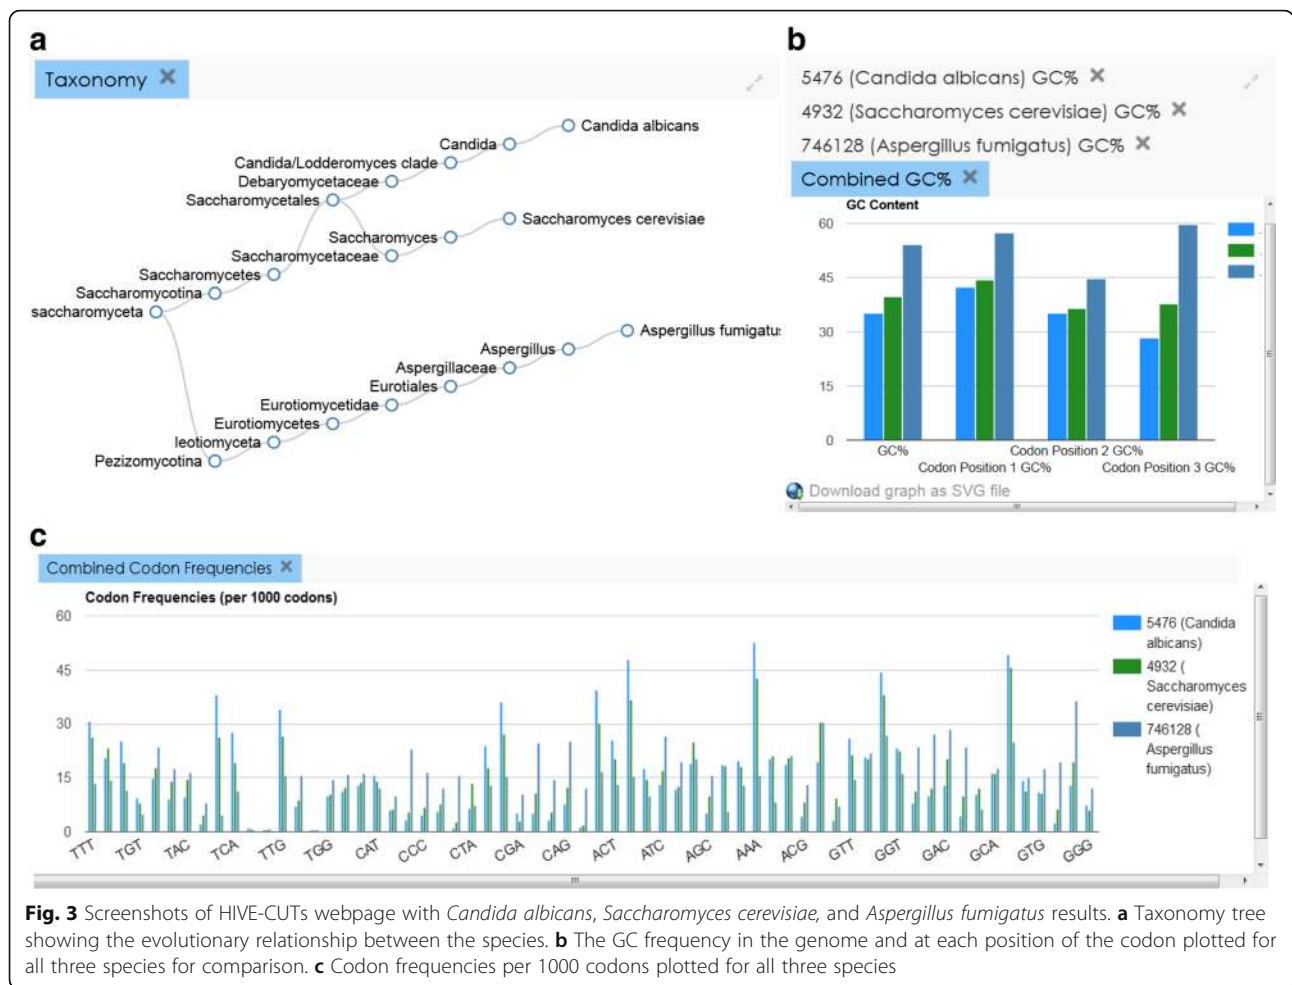 a
Taxonomy ✕
Candida albicans
Candida
Candida/Lodderomyces clade
Debaryomycetaceae
Saccharomycetales
Saccharomyces cerevisiae
Saccharomyces
Saccharomycetaceae
Saccharomycetes
Saccharomycotina
saccharomyceta
Aspergillus fumigatu
Aspergillus
Aspergillaceae
Eurotiales
Eurotiomycetidae
Eurotiomycetes
leotiomyceta
Pezizomycotina
b
5476 (Candida albicans) GC% ✕
4932 (Saccharomyces cerevisiae) GC% ✕
746128 (Aspergillus fumigatus) GC% ✕
Combined GC% ✕
GC Content
60
45
30
15
0
GC% Codon Position 2 GC%
Codon Position 1 GC% Codon Position 3 GC%
Download graph as SVG file
c
Combined Codon Frequencies ✕
Codon Frequencies (per 1000 codons)
60
45
30
15
0
TTT TGT TAC TCA TTG TGG CAT CCC CTA CGA CAG ACT ATC AGC AAA ACG GTT GGT GAC GCA GTG GGG
5476 (Candida
albicans)
4932 (
Saccharomyces
cerevisiae)
746128 (
Aspergillus
fumigatus)
Fig. 3 Screenshots of HIVE-CUTs webpage with Candida albicans, Saccharomyces cerevisiae, and Aspergillus fumigatus results. a Taxonomy tree
showing the evolutionary relationship between the species. b The GC frequency in the genome and at each position of the codon plotted for
all three species for comparison. c Codon frequencies per 1000 codons plotted for all three species